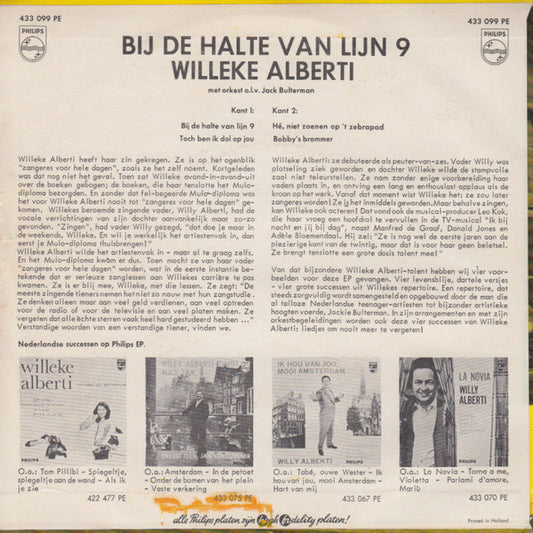 433 099 PE
433 099 PE
PHILIPS
PHILIPS
BIJ DE HALTE VAN LIJN 9
WILLEKE ALBERTI
met orkest o.l.v. Jack Bulterman
Kant 1:
Bij de halte van lijn 9
Toch ben ik dol op jou
Kant 2:
Hé, niet zoenen op 't zebrapad
Bobby's brommer
Willeke Alberti heeft haar zin gekregen. Ze is op het ogenblik
"zangeres voor hele dagen", zoals ze het zelf noemt. Kortgeleden
was dat nog niet het geval. Toen zat Willeke avond-in-avond-uit
over de boeken gebogen; de boeken, die haar tenslotte het Mulo-
diploma bezorgden. En zonder dat fel-begeerde Mulo-diploma was
het voor Willeke Alberti nooit tot "zangeres voor hele dagen" ge-
komen. Willekes beroemde zingende vader, Willy Alberti, had de
vocale verrichtingen van zijn dochter aanvankelijk maar zo-zo
gevonden. "Zingen", had vader Willy gezegd, "dat doe je maar in
de weekends, Willeke. En wil je werkelijk het artiestenvak in, dan
eerst je Mulo-diploma thuisbrengen!"
Willeke Alberti wilde het artiestenvak in - maar al te graag zelfs.
En het Mulo-diploma kwam er dus. Toen mocht ze van haar vader
"zangeres voor hele dagen" worden, wat in de eerste instantie be-
tekende dat er serieuze zanglessen aan Willekes carrière te pas
kwamen. Ze is er blij mee, Willeke, met die lessen. Ze zegt: "De
meeste zingende tieners nemen het niet zo nauw met hun zangstudie.
Ze denken alleen maar aan veel geld verdienen, aan veel optreden
voor de radio of voor de televisie en aan veel platen maken. Ze
vergeten dat alle èchte sterren vaak heel hard gestudeerd hebben ..."
Verstandige woorden van een verstandige tiener, vinden we.
Willeke Alberti: ze debuteerde als peuter-van-zes. Vader Willy was
plotseling ziek geworden en dochter Willeke wilde de stampvolle
zaal niet teleurstellen. Ze nam zonder enige voorbereiding haar
vaders plaats in, en ontving een lang en enthousiast applaus als de
kroon op het werk. Vanaf dat moment wist Willeke het: ze zou later
zangeres worden! Ze is het inmiddels geworden. Maar behalve zingen,
kan Willeke ook acteren! Dat vond ook de musical-producer Leo Kok,
die haar vroeg een hoofdrol te vervullen in de TV-musical "Ik bij
nacht en jij bij dag", naast Manfred de Graaf, Donald Jones en
Adèle Bloemendaal. Hij zei: "Ze is nog wel de eerste jaren aan de
plezierige kant van de twintig, maar dat is voor haar geen beletsel.
Ze brengt tenslotte een grote dosis talent mee!"
Van dat bijzondere Willeke Alberti-talent hebben wij vier voor-
beelden voor deze EP gevangen. Vier levensblije, dartele versjes
- vier grote successen uit Willeke Alberti's repertoire. Een repertoire, dat
steeds zorgvuldig wordt samengesteld en opgebouwd door de man die
al talloze Nederlandse teenager-artiesten tot bijzonder artistieke
hoogten voerde, Jackie Bulterman. In zijn arrangementen en met zijn
orkestbegeleidingen worden ook deze vier successen van Willeke
Alberti: liedjes om nooit meer te vergeten!
Nederlandse successen op Philips EP.
willeke
alberti
PHILIPS
WILLY ALBERTI
ORKEST O.L.V. JAN
IK HOU VAN JOU,
MOOI AMSTERDAM
WILLY ALBERTI
PHILIPS
LA NOVIA
WILLY
ALBERTI
PHILIPS
O.a.: Tom Pillibi - Spiegeltje,
spiegeltje aan de wand - Als ik
je zie
422 477 PE
O.a.: Amsterdam - In de petoet
- Onder de bomen van het plein
- Vaste verkering
433 075 PE
O.a.: Tabé, ouwe Wester - Ik
hou van jou, mooi Amsterdam -
Hart van mij
433 067 PE
O.a.: La Novia - Torna a me,
Violetta - Parlami d'amore,
Mariù
433 070 PE
alle Philips platen zijn High Fidelity platen!
Printed in Holland